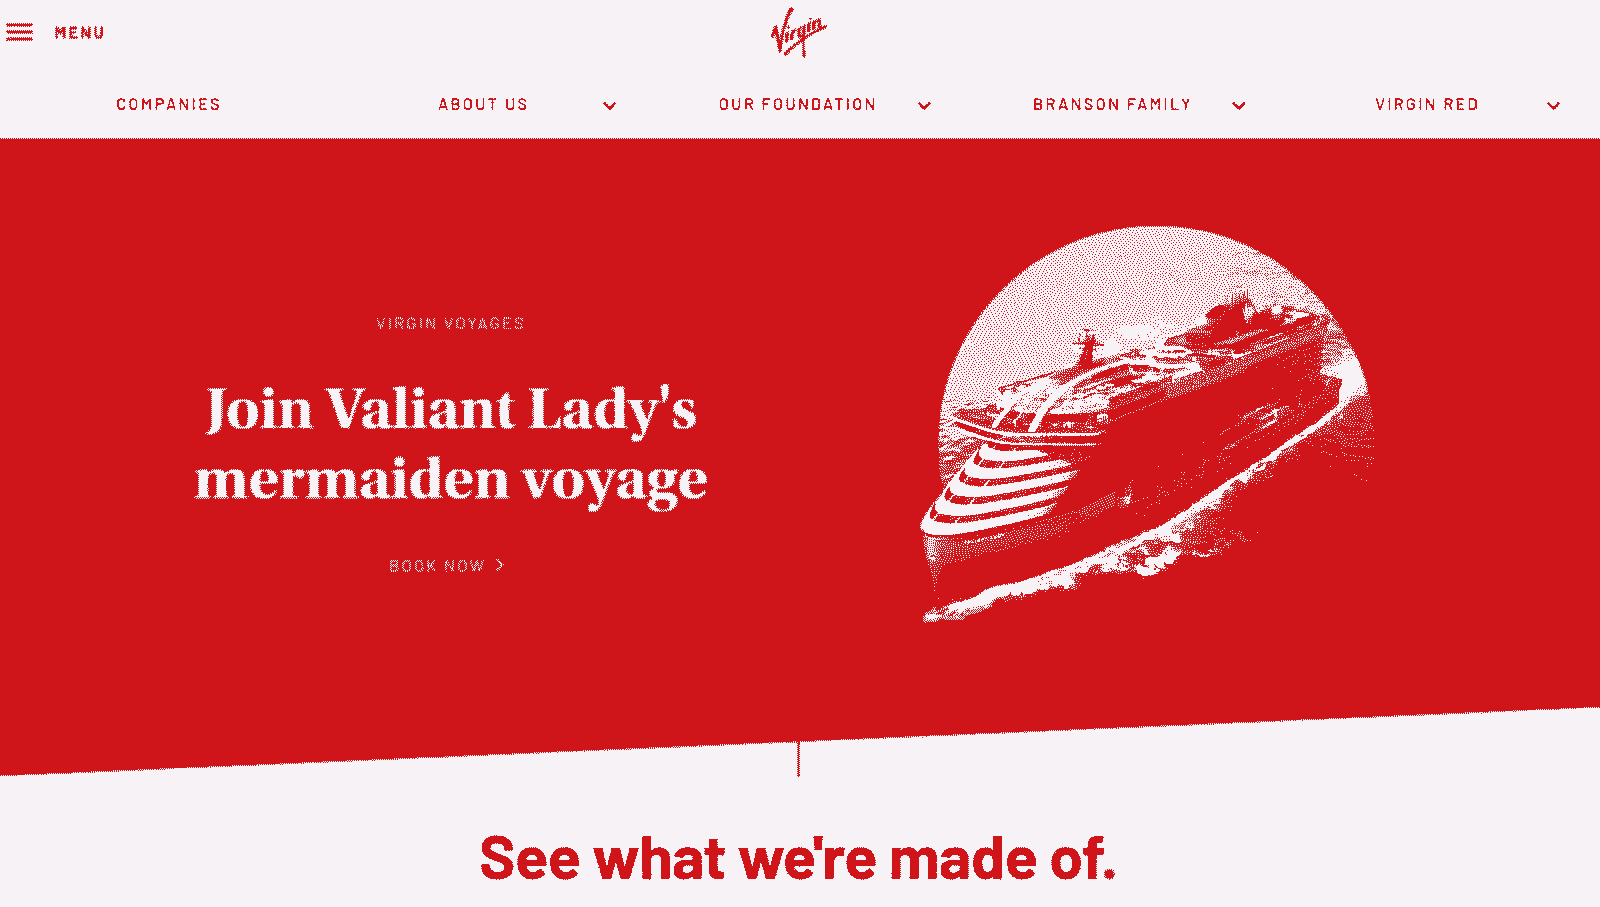 MENU
Virgin
COMPANIES
ABOUT US
OUR FOUNDATION
BRANSON FAMILY
VIRGIN RED
VIRGIN VOYAGES
Join Valiant Lady's
mermaiden voyage
BOOK NOW
See what we're made of.